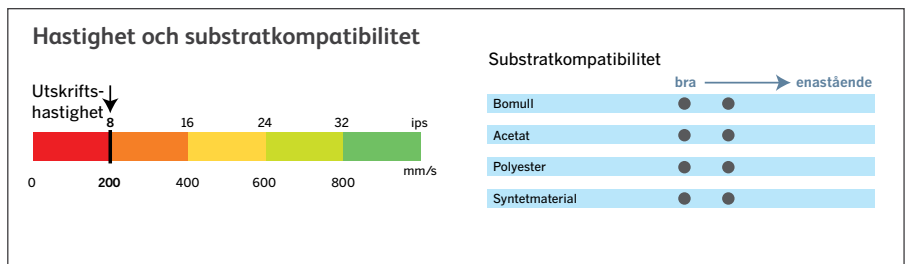 Hastighet och substratkompatibilitet
Utskrifts-
hastighet
8 16 24 32 ips
mm/s
0 200 400 600 800
Substratkompatibilitet
bra enastående
Bomull
Acetat
Polyester
Syntetmaterial